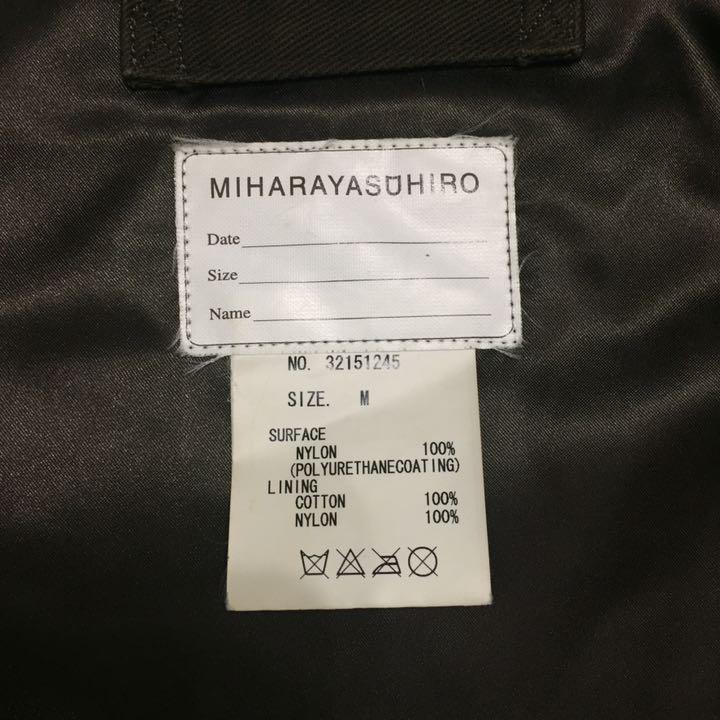 MIHARAYASUHIRO
Date
Size
Name
NO. 32151245
SIZE. M
SURFACE
NYLON 100%
(POLYURETHANECOATING)
LINING
COTTON 100%
NYLON 100%